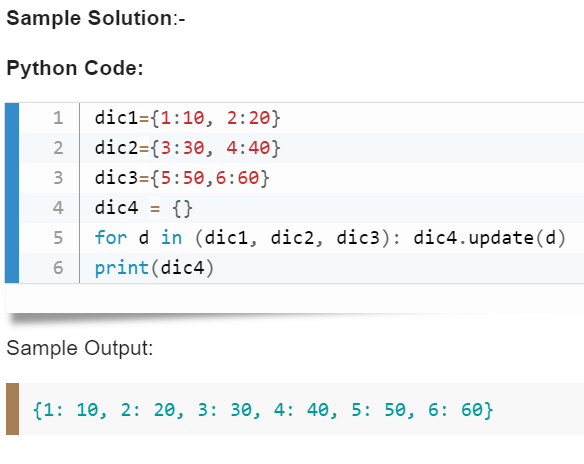 Sample Solution:-
Python Code:
1 dic1={1:10, 2:20}
2 dic2={3:30, 4:40}
3 dic3={5:50,6:60}
4 dic4 = {}
5 for d in (dic1, dic2, dic3): dic4.update(d)
6 print(dic4)
Sample Output:
{1: 10, 2: 20, 3: 30, 4: 40, 5: 50, 6: 60}